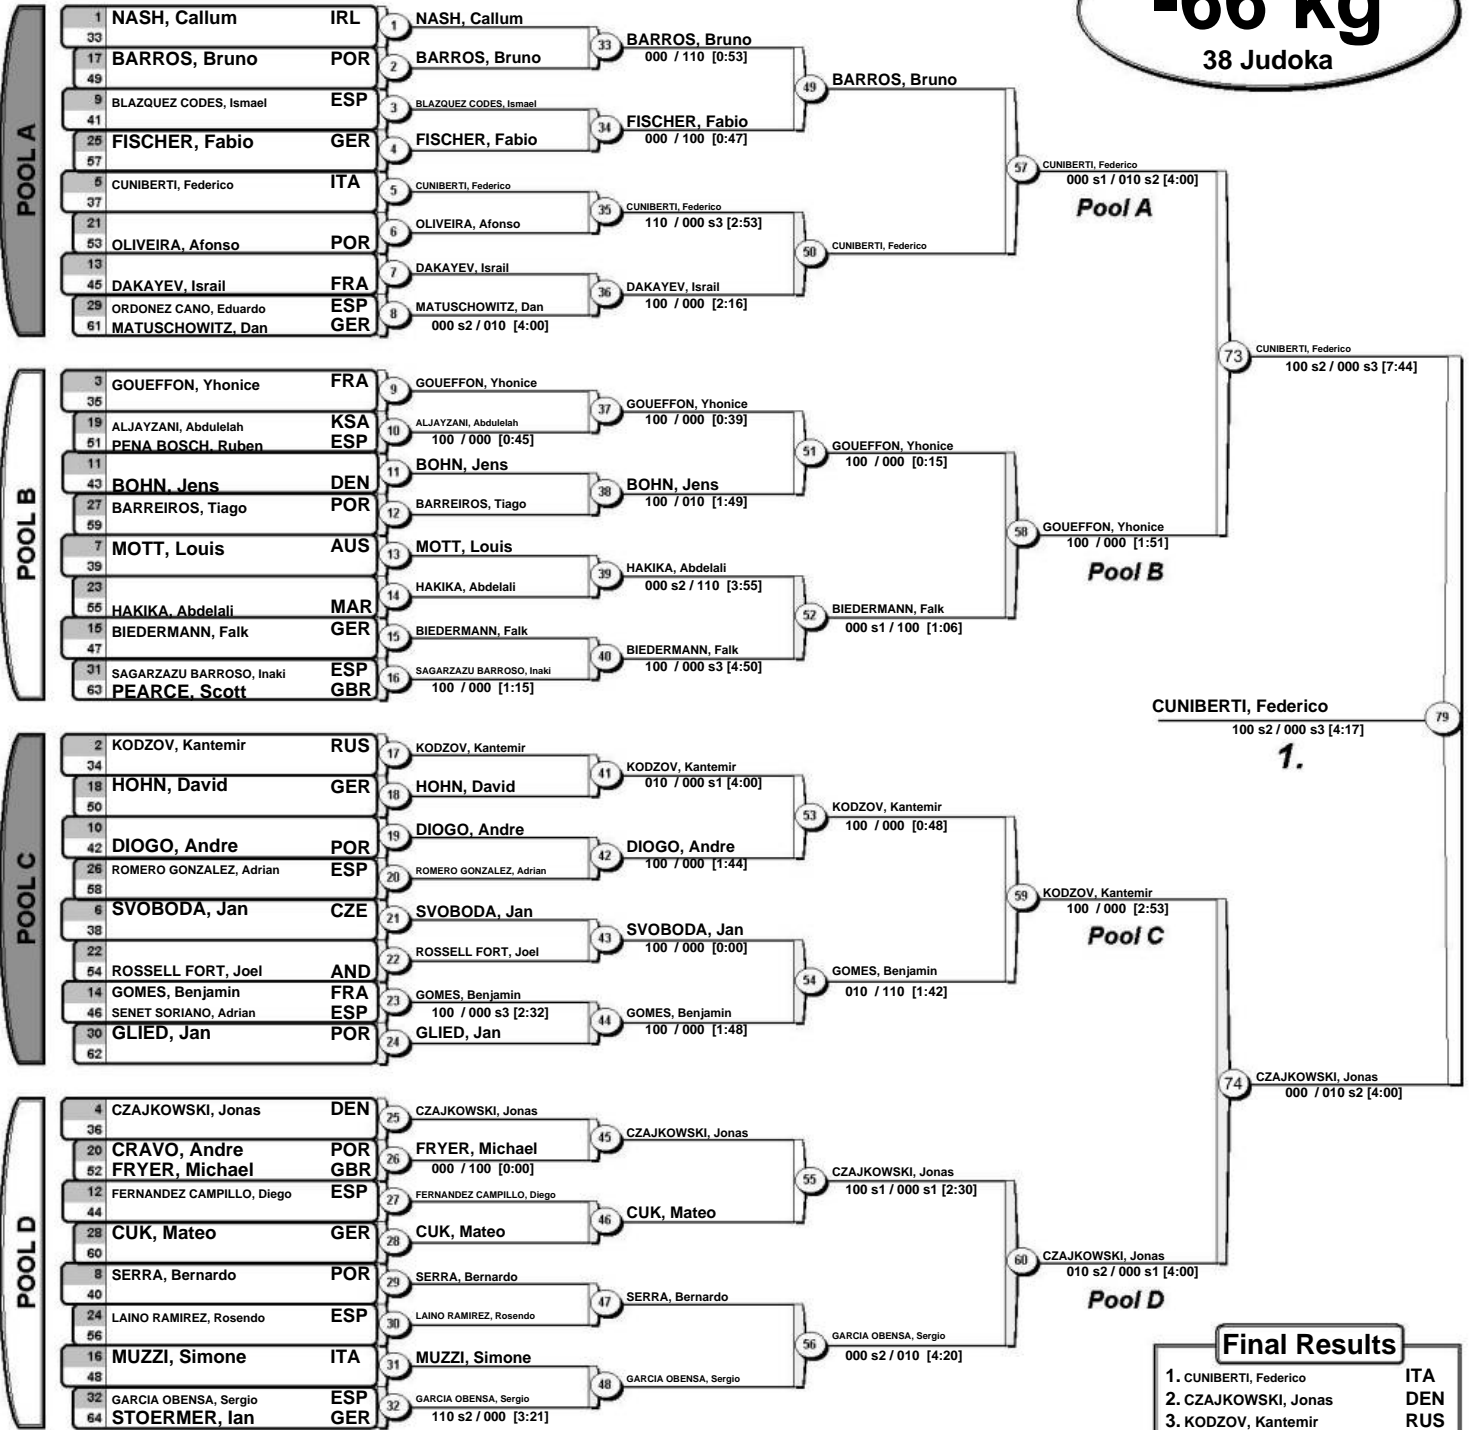 -66 kg
38 Judoka
POOL A
1 NASH, Callum IRL
33
17 BARROS, Bruno POR
49
9 BLAZQUEZ CODES, Ismael ESP
41
25 FISCHER, Fabio GER
57
5 CUNIBERTI, Federico ITA
37
21
53 OLIVEIRA, Afonso POR
13
45 DAKAYEV, Israil FRA
29 ORDONEZ CANO, Eduardo ESP
61 MATUSCHOWITZ, Dan GER
1 NASH, Callum
2 BARROS, Bruno
3 BLAZQUEZ CODES, Ismael
4 FISCHER, Fabio
5 CUNIBERTI, Federico
6 OLIVEIRA, Afonso
7 DAKAYEV, Israil
8 MATUSCHOWITZ, Dan
000 s2 / 010 [4:00]
33 BARROS, Bruno
000 / 110 [0:53]
34 FISCHER, Fabio
000 / 100 [0:47]
35 CUNIBERTI, Federico
110 / 000 s3 [2:53]
36 DAKAYEV, Israil
100 / 000 [2:16]
49 BARROS, Bruno
50 CUNIBERTI, Federico
57 CUNIBERTI, Federico
000 s1 / 010 s2 [4:00]
Pool A
POOL B
3 GOUEFFON, Yhonice FRA
35
19 ALJAYZANI, Abdulelah KSA
51 PENA BOSCH, Ruben ESP
11
43 BOHN, Jens DEN
27 BARREIROS, Tiago POR
59
7 MOTT, Louis AUS
39
23
55 HAKIKA, Abdelali MAR
15 BIEDERMANN, Falk GER
47
31 SAGARZAZU BARROSO, Inaki ESP
63 PEARCE, Scott GBR
9 GOUEFFON, Yhonice
10 ALJAYZANI, Abdulelah
100 / 000 [0:45]
11 BOHN, Jens
12 BARREIROS, Tiago
13 MOTT, Louis
14 HAKIKA, Abdelali
15 BIEDERMANN, Falk
16 SAGARZAZU BARROSO, Inaki
100 / 000 [1:15]
37 GOUEFFON, Yhonice
100 / 000 [0:39]
38 BOHN, Jens
100 / 010 [1:49]
39 HAKIKA, Abdelali
000 s2 / 110 [3:55]
40 BIEDERMANN, Falk
100 / 000 s3 [4:50]
51 GOUEFFON, Yhonice
100 / 000 [0:15]
52 BIEDERMANN, Falk
000 s1 / 100 [1:06]
58 GOUEFFON, Yhonice
100 / 000 [1:51]
Pool B
73 CUNIBERTI, Federico
100 s2 / 000 s3 [7:44]
CUNIBERTI, Federico 79
100 s2 / 000 s3 [4:17]
1.
POOL C
2 KODZOV, Kantemir RUS
34
18 HOHN, David GER
50
10
42 DIOGO, Andre POR
26 ROMERO GONZALEZ, Adrian ESP
58
6 SVOBODA, Jan CZE
38
22
54 ROSSELL FORT, Joel AND
14 GOMES, Benjamin FRA
46 SENET SORIANO, Adrian ESP
30 GLIED, Jan POR
62
17 KODZOV, Kantemir
18 HOHN, David
19 DIOGO, Andre
20 ROMERO GONZALEZ, Adrian
21 SVOBODA, Jan
22 ROSSELL FORT, Joel
23 GOMES, Benjamin
100 / 000 s3 [2:32]
24 GLIED, Jan
41 KODZOV, Kantemir
010 / 000 s1 [4:00]
42 DIOGO, Andre
100 / 000 [1:44]
43 SVOBODA, Jan
100 / 000 [0:00]
44 GOMES, Benjamin
100 / 000 [1:48]
53 KODZOV, Kantemir
100 / 000 [0:48]
54 GOMES, Benjamin
010 / 110 [1:42]
59 KODZOV, Kantemir
100 / 000 [2:53]
Pool C
POOL D
4 CZAJKOWSKI, Jonas DEN
36
20 CRAVO, Andre POR
52 FRYER, Michael GBR
12 FERNANDEZ CAMPILLO, Diego ESP
44
28 CUK, Mateo GER
60
8 SERRA, Bernardo POR
40
24 LAINO RAMIREZ, Rosendo ESP
56
16 MUZZI, Simone ITA
48
32 GARCIA OBENSA, Sergio ESP
64 STOERMER, Ian GER
25 CZAJKOWSKI, Jonas
26 FRYER, Michael
000 / 100 [0:00]
27 FERNANDEZ CAMPILLO, Diego
28 CUK, Mateo
29 SERRA, Bernardo
30 LAINO RAMIREZ, Rosendo
31 MUZZI, Simone
32 GARCIA OBENSA, Sergio
110 s2 / 000 [3:21]
45 CZAJKOWSKI, Jonas
46 CUK, Mateo
47 SERRA, Bernardo
48 GARCIA OBENSA, Sergio
55 CZAJKOWSKI, Jonas
100 s1 / 000 s1 [2:30]
56 GARCIA OBENSA, Sergio
000 s2 / 010 [4:20]
60 CZAJKOWSKI, Jonas
010 s2 / 000 s1 [4:00]
Pool D
74 CZAJKOWSKI, Jonas
000 / 010 s2 [4:00]
Final Results
1. CUNIBERTI, Federico ITA
2. CZAJKOWSKI, Jonas DEN
3. KODZOV, Kantemir RUS